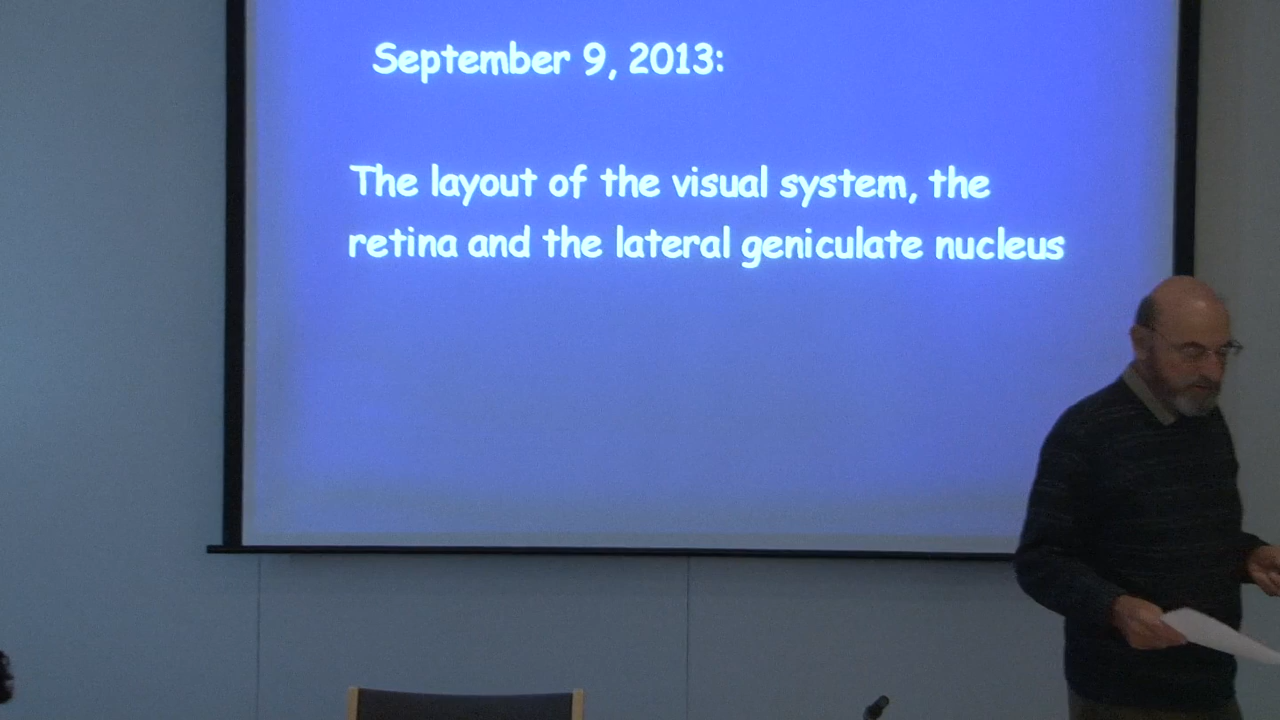 September 9, 2013:
The layout of the visual system, the
retina and the lateral geniculate nucleus